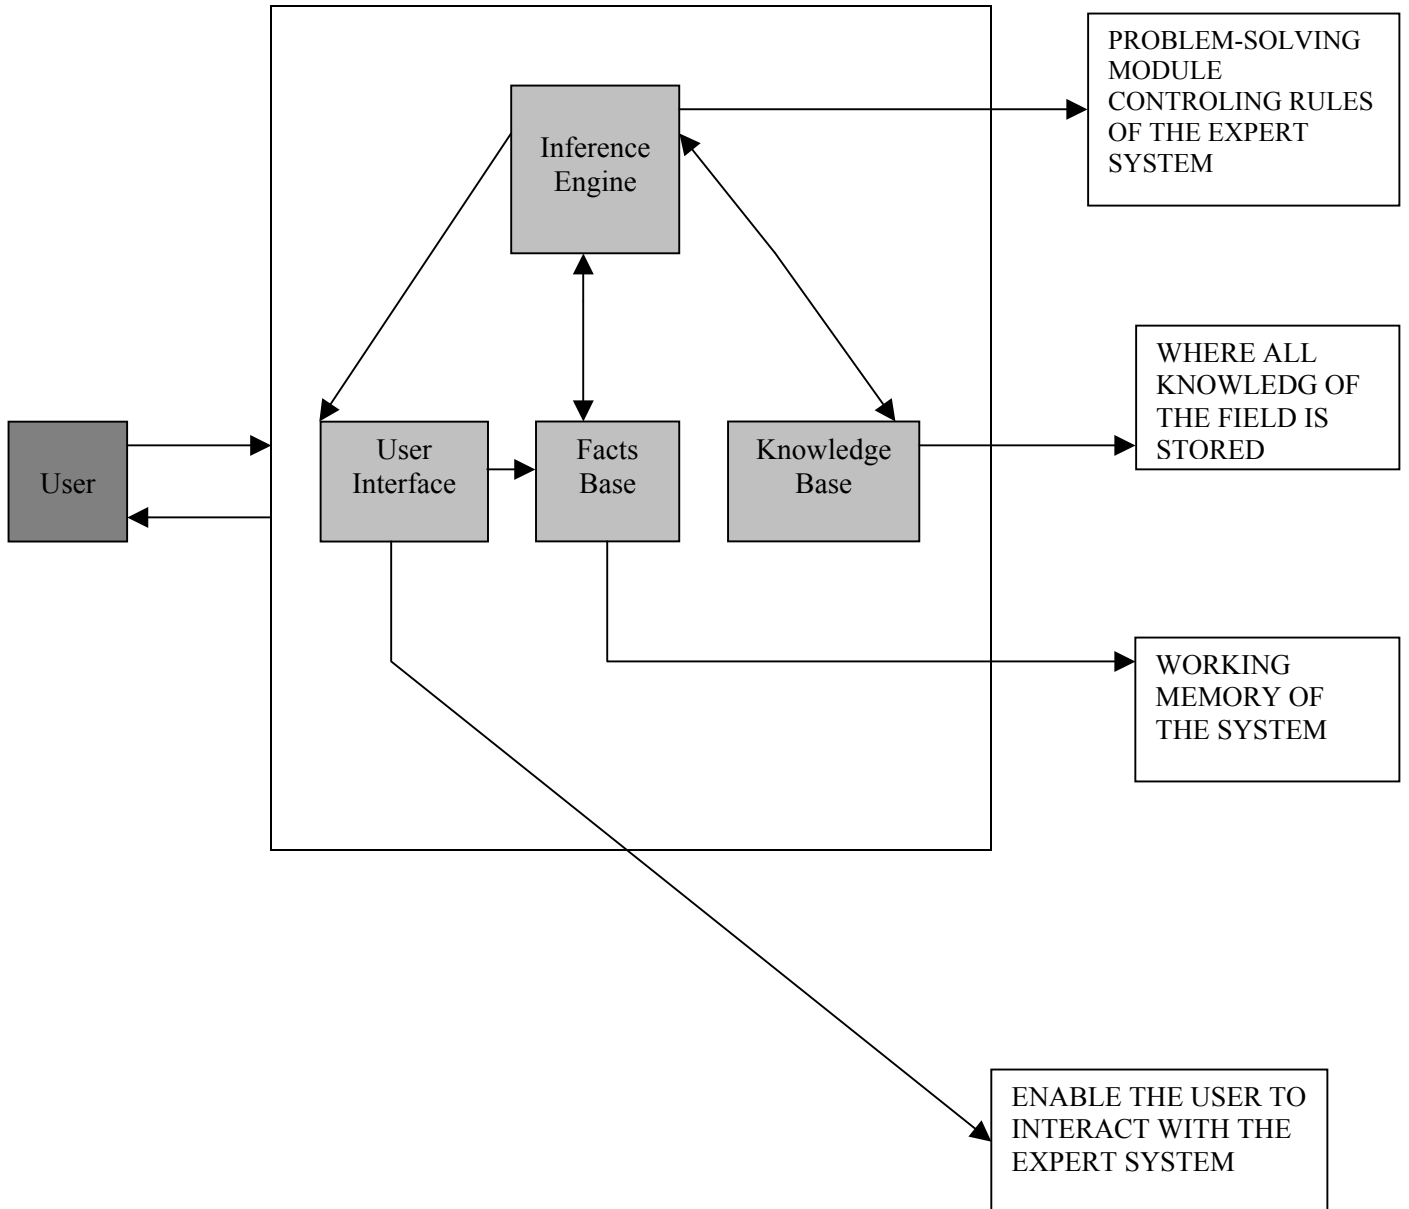 PROBLEM-SOLVING
MODULE
CONTROLING RULES
OF THE EXPERT
SYSTEM
Inference
Engine
WHERE ALL
KNOWLEDG OF
THE FIELD IS
STORED
User
User
Interface
Facts
Base
Knowledge
Base
WORKING
MEMORY OF
THE SYSTEM
ENABLE THE USER TO
INTERACT WITH THE
EXPERT SYSTEM